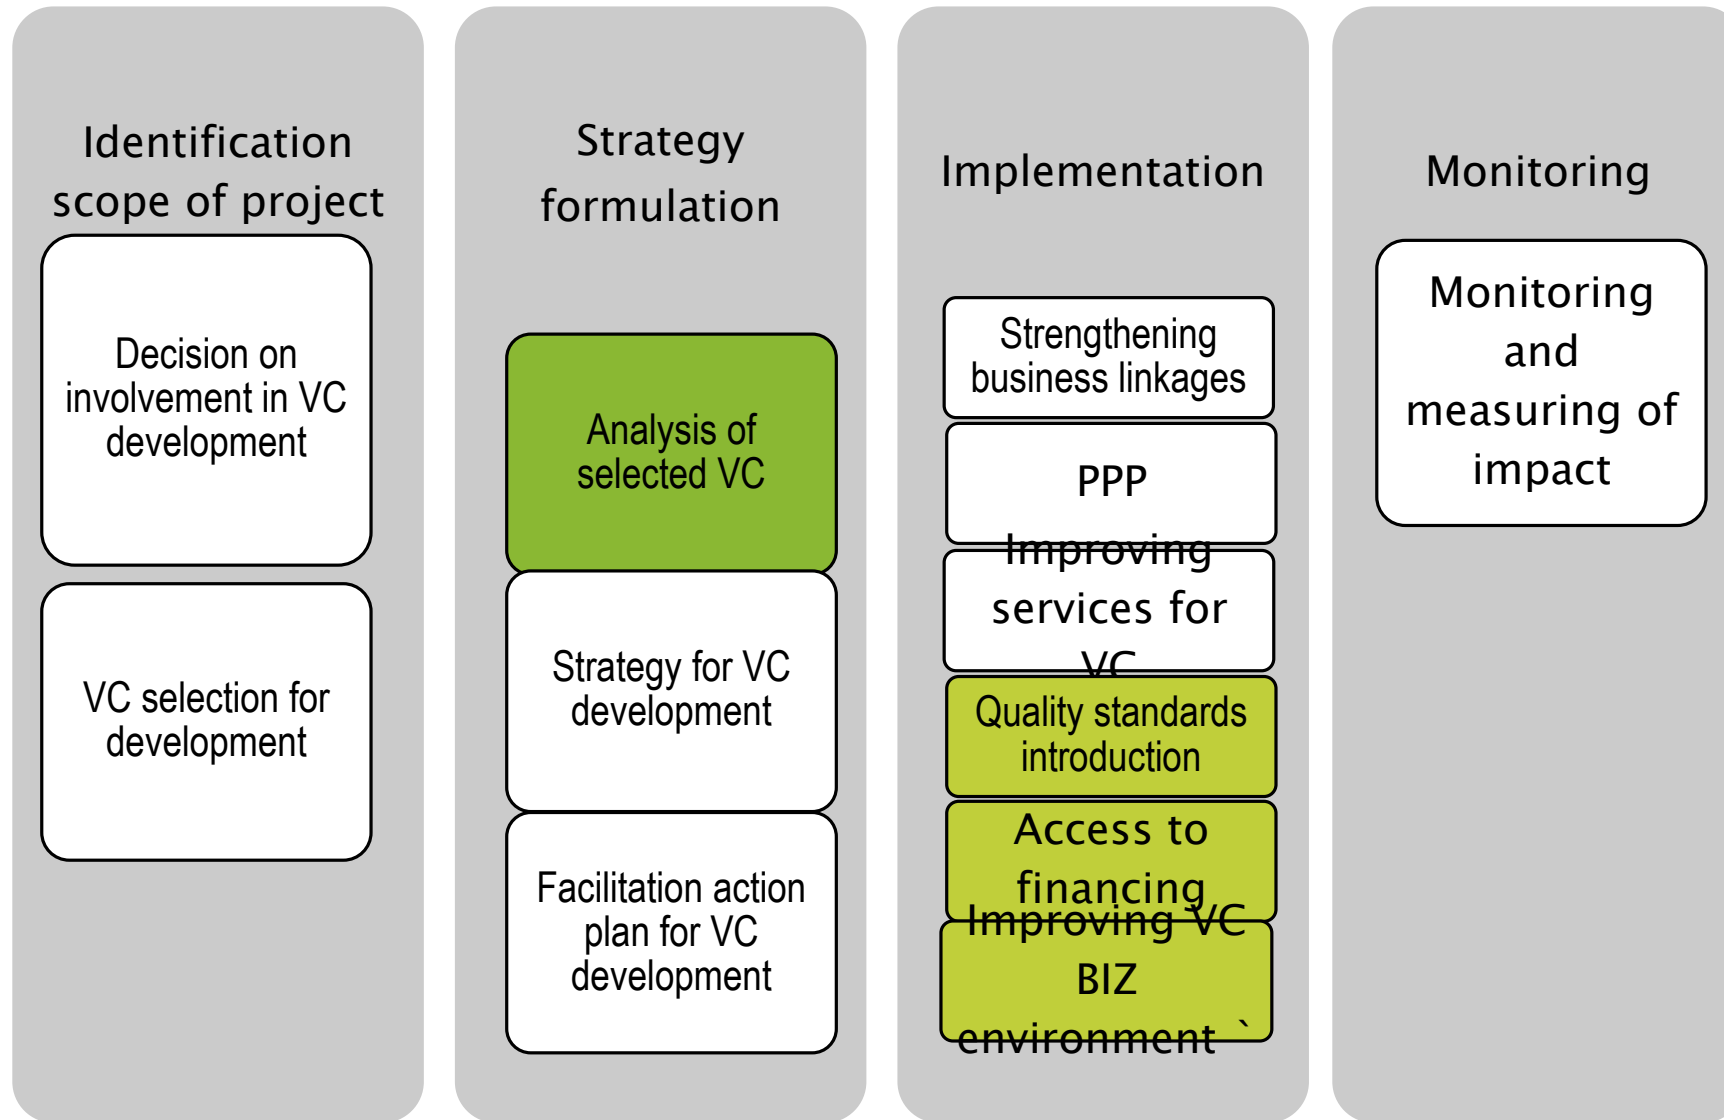 Identification
scope of project
Decision on
involvement in VC
development
VC selection for
development
Strategy
formulation
Analysis of
selected VC
Strategy for VC
development
Facilitation action
plan for VC
development
Implementation
Strengthening
business linkages
PPP
Improving
services for
VC
Quality standards
introduction
Access to
financing
Improving VC
BIZ
environment `
Monitoring
Monitoring
and
measuring of
impact